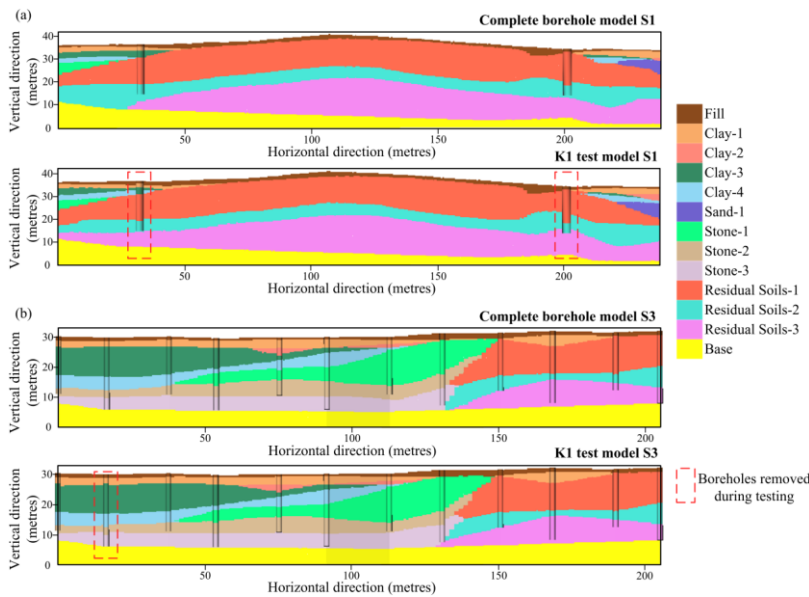 (a)
Complete borehole model S1
Vertical direction
(metres)
40
30
20
10
0
50
100
150
200
Horizontal direction (metres)
K1 test model S1
Vertical direction
(metres)
40
30
20
10
0
50
100
150
200
Horizontal direction (metres)
(b)
Complete borehole model S3
Vertical direction
(metres)
30
20
10
0
50
100
150
200
Horizontal direction (metres)
K1 test model S3
Vertical direction
(metres)
30
20
10
0
50
100
150
200
Horizontal direction (metres)
Fill
Clay-1
Clay-2
Clay-3
Clay-4
Sand-1
Stone-1
Stone-2
Stone-3
Residual Soils-1
Residual Soils-2
Residual Soils-3
Base
Boreholes removed
during testing